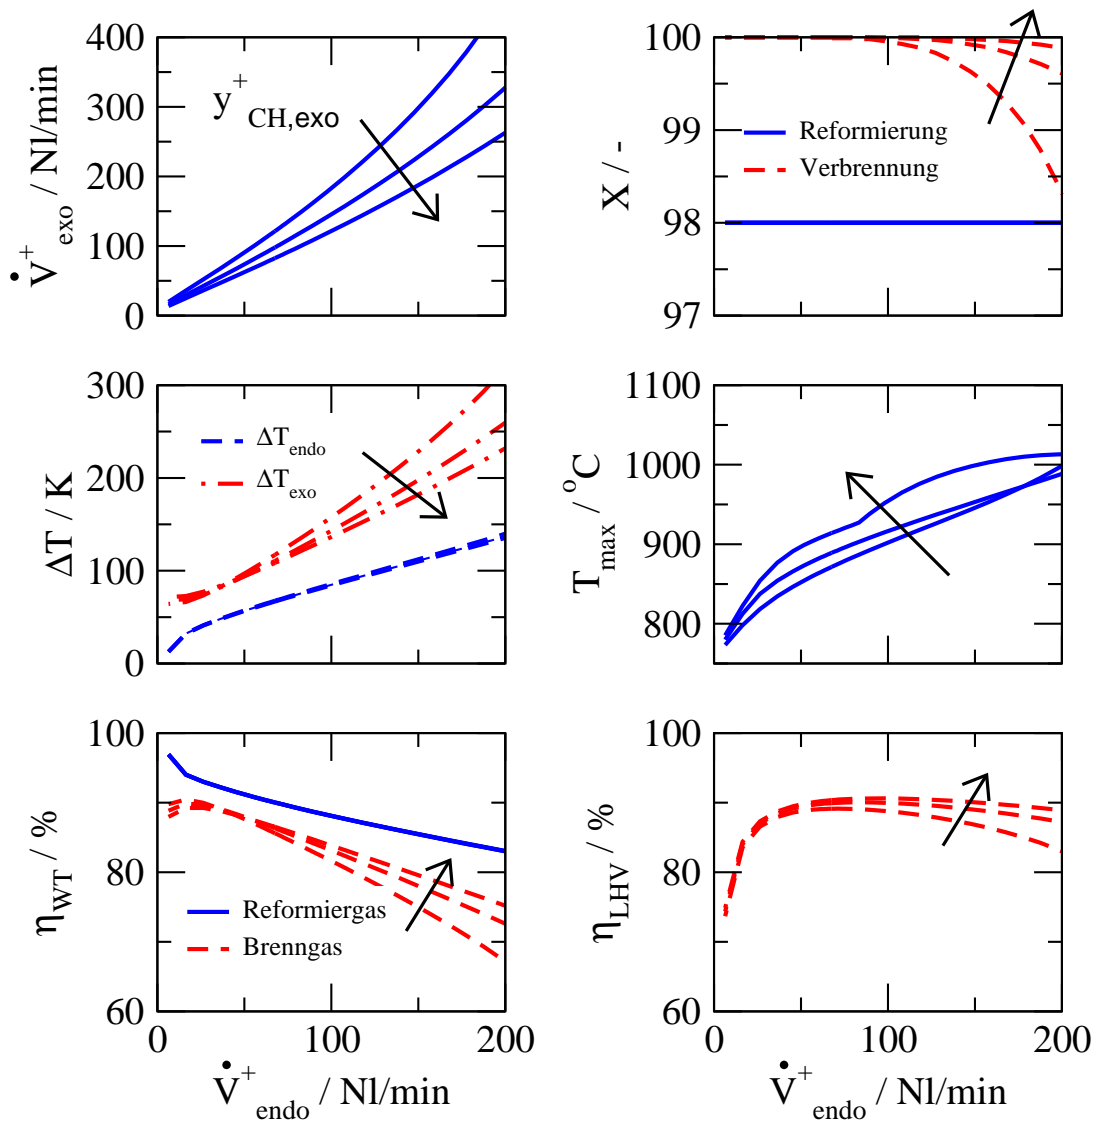 400
300
200
100
0
V̇⁺exo / Nl/min
y⁺CH,exo
100
99
98
97
X / -
Reformierung
Verbrennung
300
200
100
0
ΔT / K
ΔTendo
ΔTexo
1100
1000
900
800
Tmax / °C
100
80
60
ηWT / %
Reformiergas
Brenngas
0 100 200
V̇⁺endo / Nl/min
100
80
60
ηLHV / %
0 100 200
V̇⁺endo / Nl/min